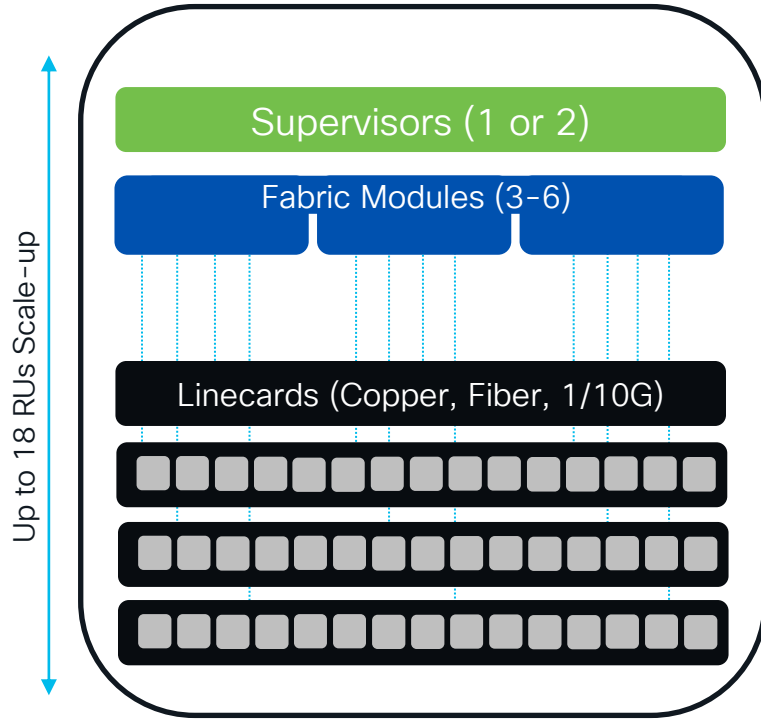 Supervisors (1 or 2)
Fabric Modules (3-6)
Up to 18 RUs Scale-up
Linecards (Copper, Fiber, 1/10G)